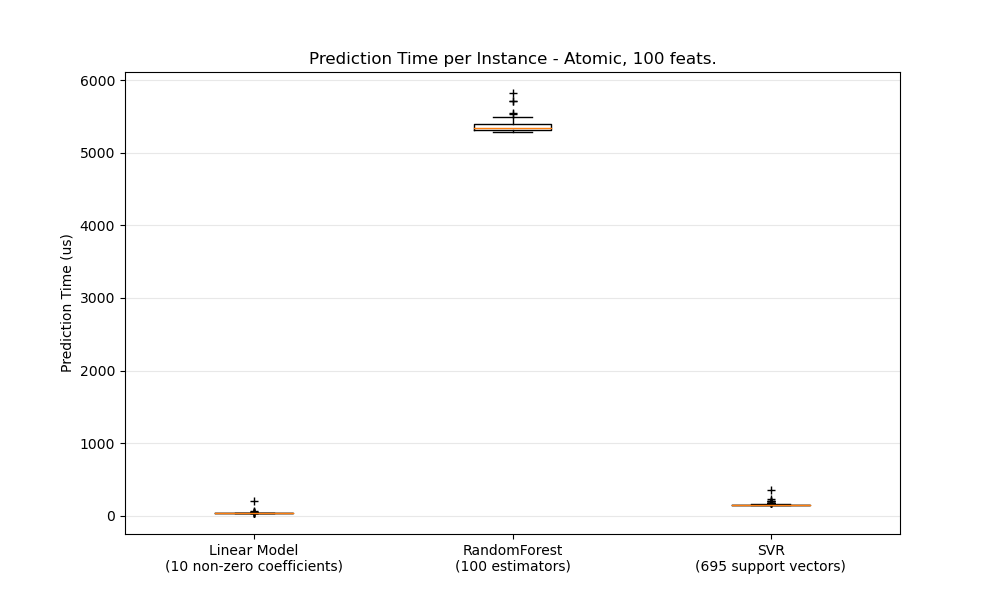 Prediction Time per Instance - Atomic, 100 feats.
Prediction Time (us)
6000
5000
4000
3000
2000
1000
0
Linear Model
(10 non-zero coefficients)
RandomForest
(100 estimators)
SVR
(695 support vectors)